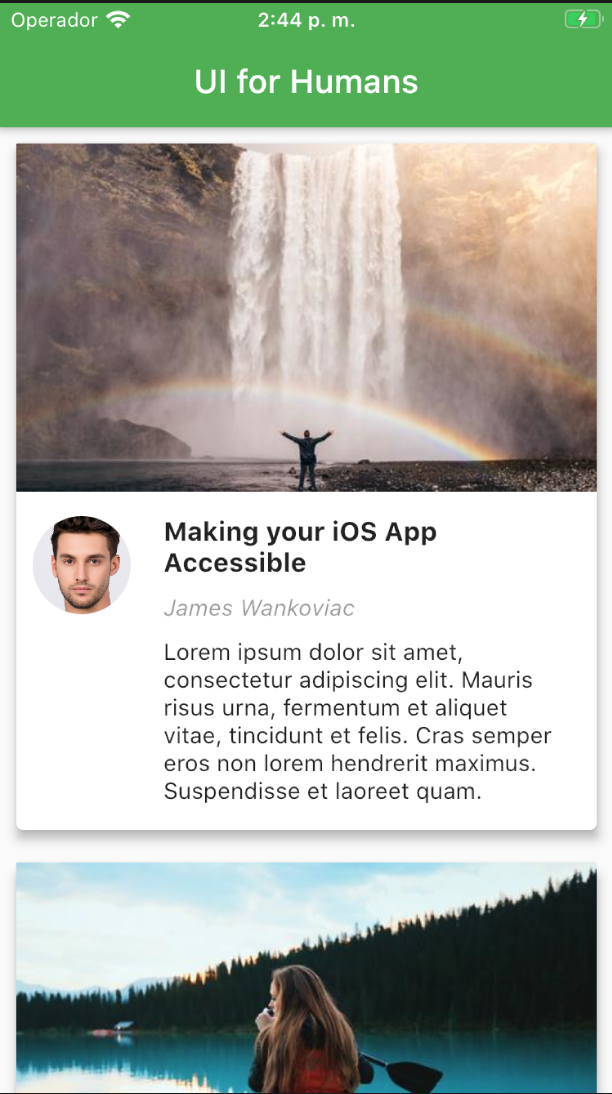 Operador
2:44 p. m.
UI for Humans
Making your iOS App
Accessible
James Wankoviac
Lorem ipsum dolor sit amet,
consectetur adipiscing elit. Mauris
risus urna, fermentum et aliquet
vitae, tincidunt et felis. Cras semper
eros non lorem hendrerit maximus.
Suspendisse et laoreet quam.